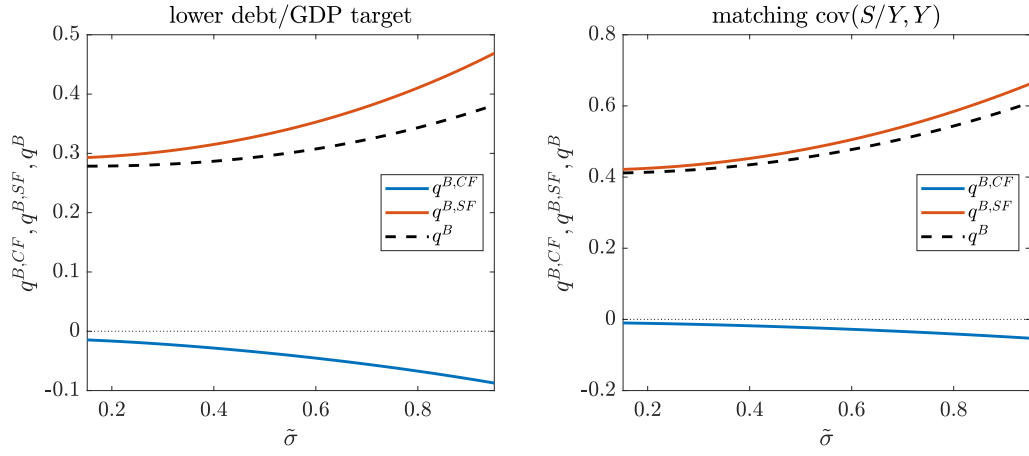 lower debt/GDP target
0.5
0.4
0.3
0.2
0.1
0
-0.1
0.2 0.4 0.6 0.8
q^{B,CF}, q^{B,SF}, q^B
σ̃
q^{B,CF}
q^{B,SF}
q^B
matching cov(S/Y, Y)
0.8
0.6
0.4
0.2
0
-0.2
0.2 0.4 0.6 0.8
q^{B,CF}, q^{B,SF}, q^B
σ̃
q^{B,CF}
q^{B,SF}
q^B